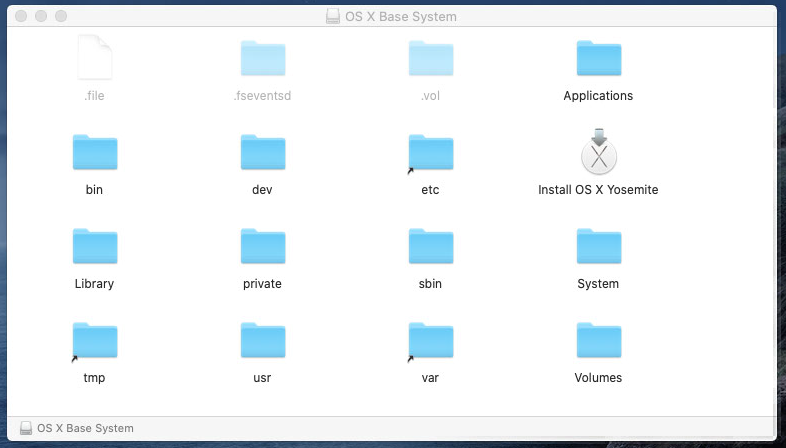 OS X Base System
.file
.fseventsd
.vol
Applications
bin
dev
etc
Install OS X Yosemite
Library
private
sbin
System
tmp
usr
var
Volumes
OS X Base System